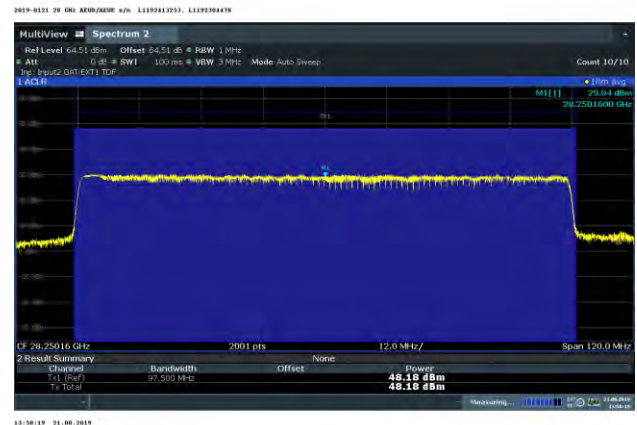 2019-0121 28 GHz AEUD/AEUE s/n L1192413253, L1192304478
MultiView Spectrum 2
Ref Level 64.51 dBm Offset 64.51 dB RBW 1 MHz
Att 0 dB SWT 100 ms VBW 3 MHz Mode Auto Sweep Count 10/10
Inp: Input2 DAT/EXT1 TDF
1 ACLR 1Rm Avg
M1[1] 29.04 dBm
28.2501600 GHz
Tx1
M1
CF 28.25016 GHz 2001 pts 12.0 MHz/ Span 120.0 MHz
2 Result Summary None
Channel Bandwidth Offset Power
Tx1 (Ref) 97.500 MHz 48.18 dBm
Tx Total 48.18 dBm
Measuring... 21.08.2019
13:50:19 21.08.2019